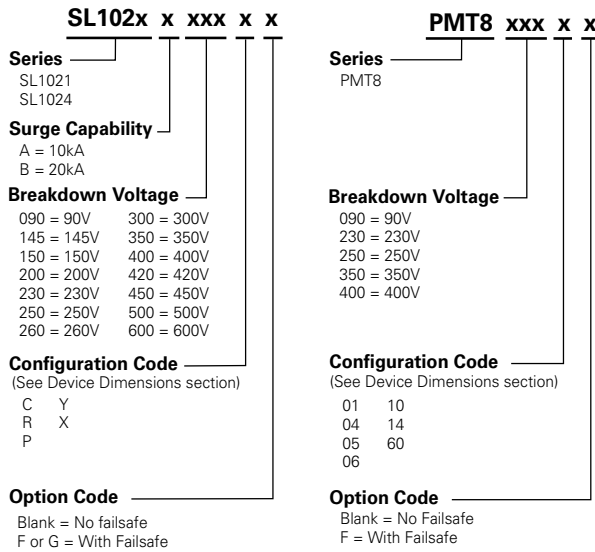 SL102x x xxx x x
Series
SL1021
SL1024
Surge Capability
A = 10kA
B = 20kA
Breakdown Voltage
090 = 90V 300 = 300V
145 = 145V 350 = 350V
150 = 150V 400 = 400V
200 = 200V 420 = 420V
230 = 230V 450 = 450V
250 = 250V 500 = 500V
260 = 260V 600 = 600V
Configuration Code
(See Device Dimensions section)
C Y
R X
P
Option Code
Blank = No failsafe
F or G = With Failsafe
PMT8 xxx x x
Series
PMT8
Breakdown Voltage
090 = 90V
230 = 230V
250 = 250V
350 = 350V
400 = 400V
Configuration Code
(See Device Dimensions section)
01 10
04 14
05 60
06
Option Code
Blank = No Failsafe
F = With Failsafe